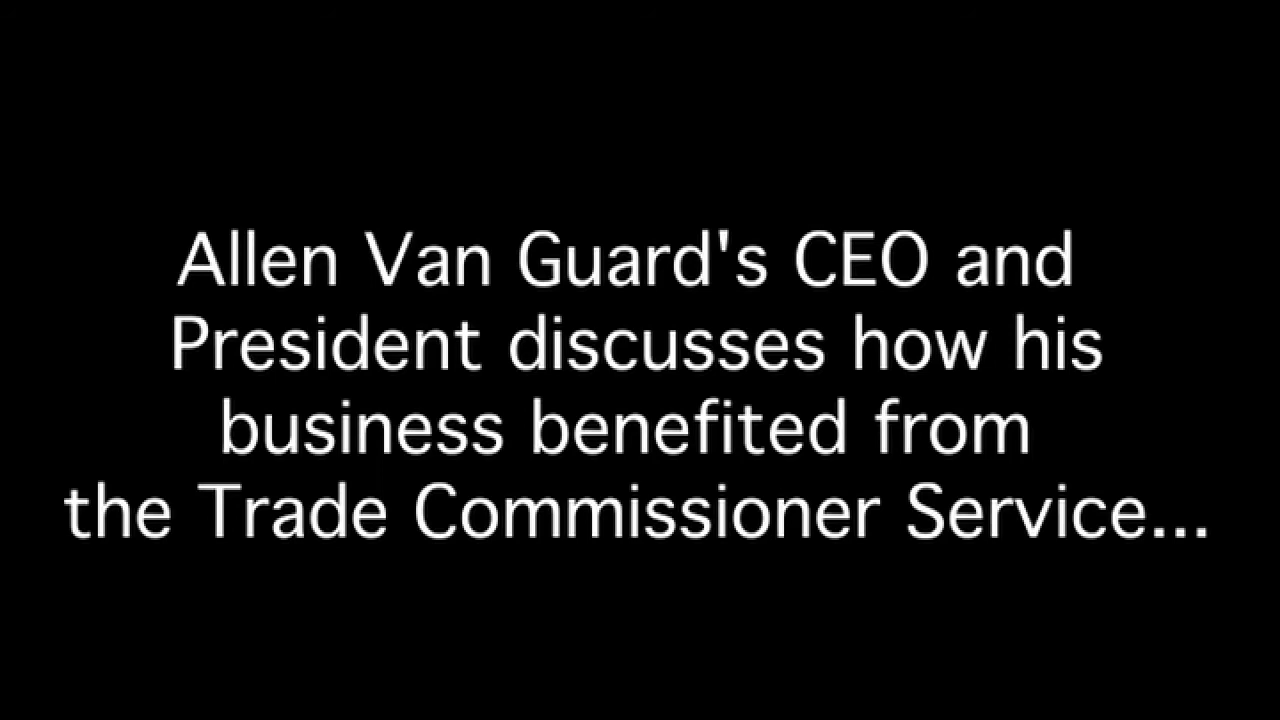 Allen Van Guard's CEO and
President discusses how his
business benefited from
the Trade Commissioner Service...